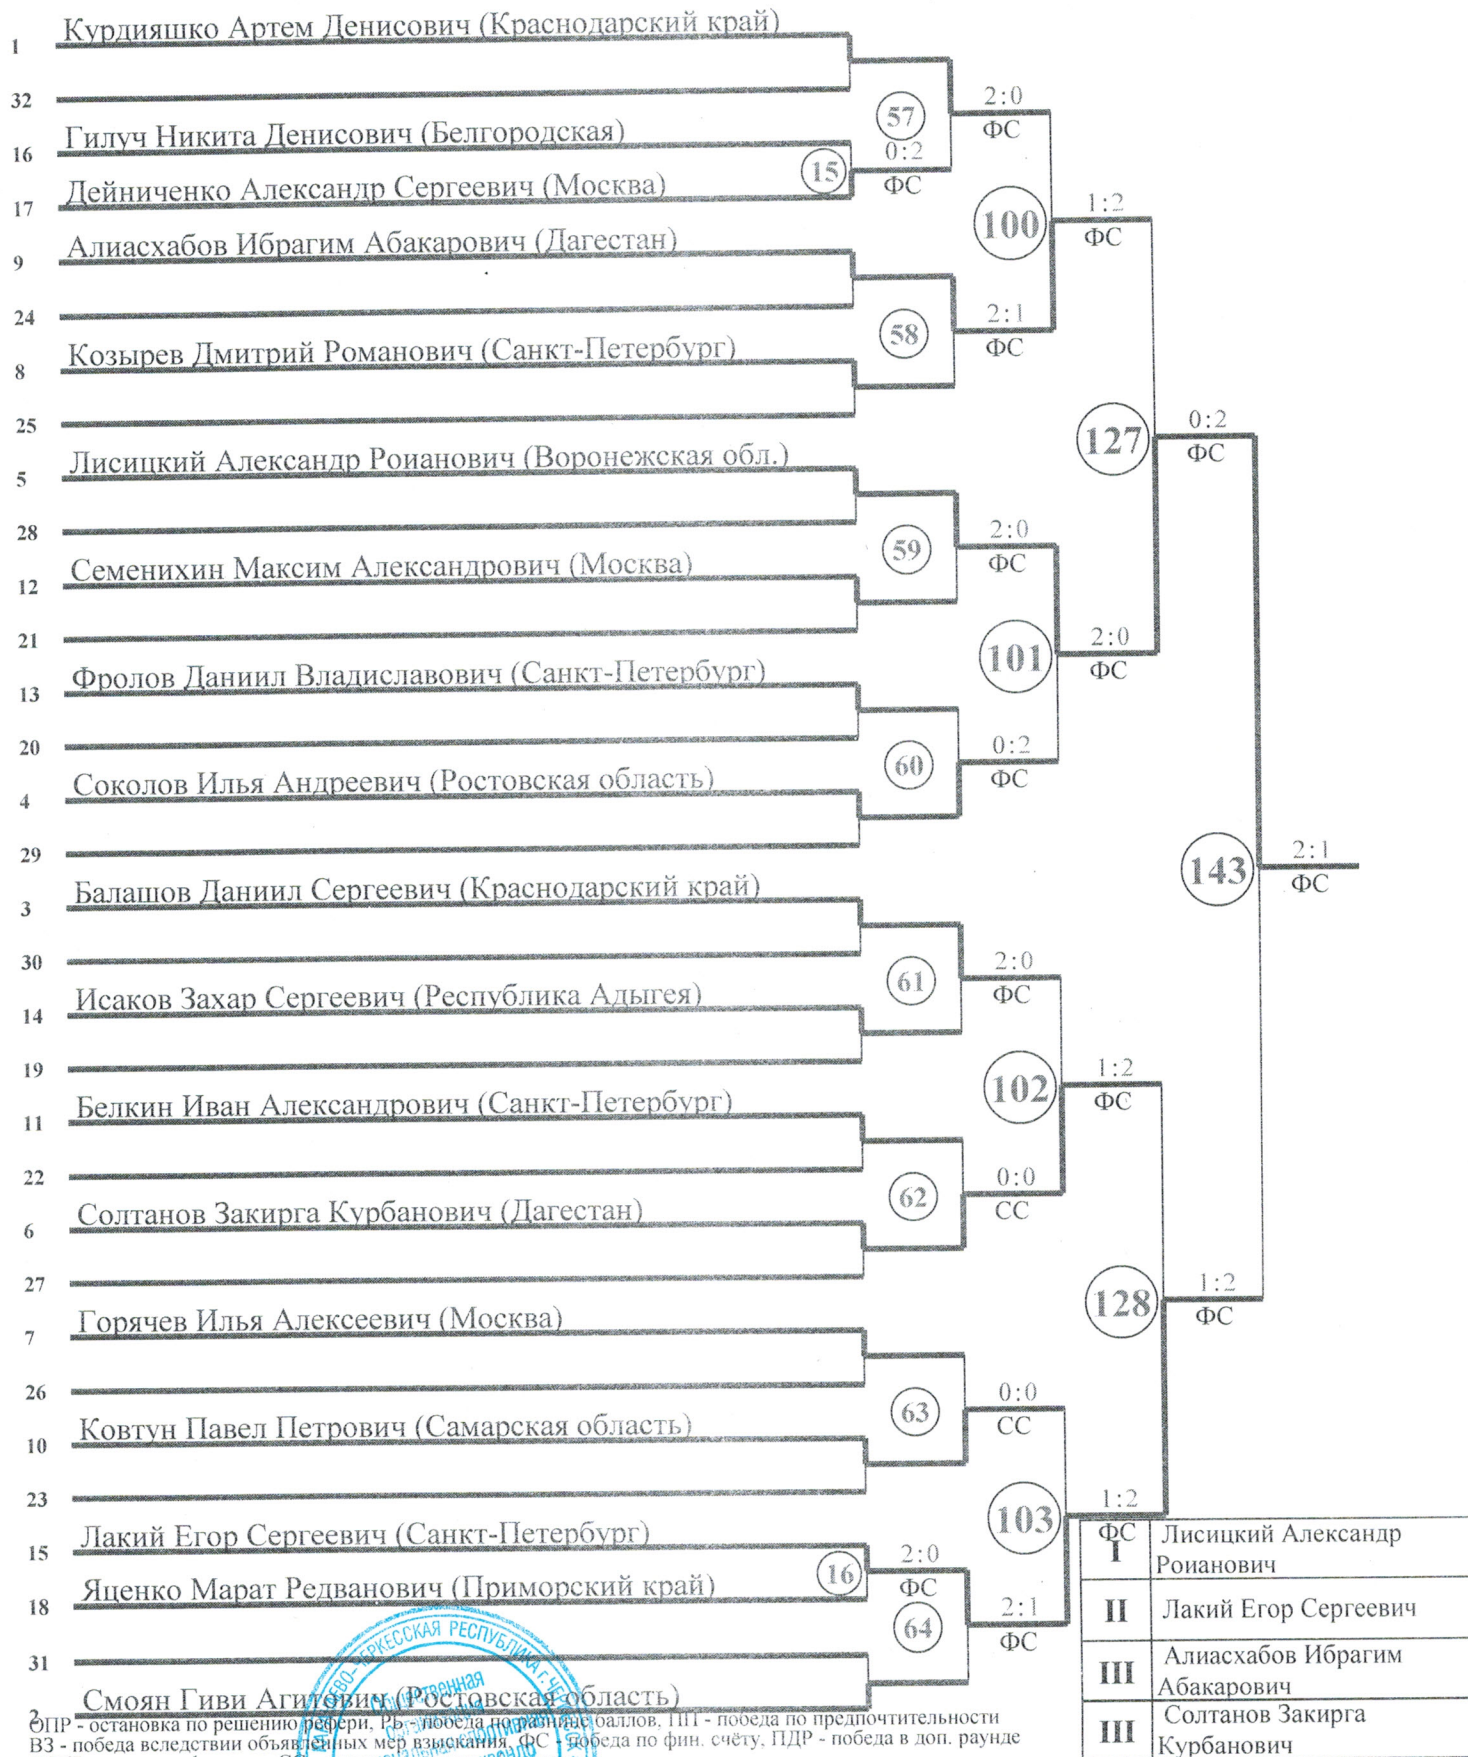 1 Курдияшко Артем Денисович (Краснодарский край)
32
2:0
57
ФС
16 Гилуч Никита Денисович (Белгородская)
0:2
15
ФС
17 Дейниченко Александр Сергеевич (Москва)
1:2
100
ФС
9 Алиасхабов Ибрагим Абакарович (Дагестан)
24
2:1
58
ФС
8 Козырев Дмитрий Романович (Санкт-Петербург)
25
0:2
127
ФС
5 Лисицкий Александр Роианович (Воронежская обл.)
28
2:0
59
ФС
12 Семенихин Максим Александрович (Москва)
21
2:0
101
ФС
13 Фролов Даниил Владиславович (Санкт-Петербург)
20
0:2
60
ФС
4 Соколов Илья Андреевич (Ростовская область)
29
2:1
143
ФС
3 Балашов Даниил Сергеевич (Краснодарский край)
30
2:0
61
ФС
14 Исаков Захар Сергеевич (Республика Адыгея)
19
1:2
102
ФС
11 Белкин Иван Александрович (Санкт-Петербург)
22
0:0
62
СС
6 Солтанов Закирга Курбанович (Дагестан)
27
1:2
128
ФС
7 Горячев Илья Алексеевич (Москва)
26
0:0
63
СС
10 Ковтун Павел Петрович (Самарская область)
23
1:2
103
ФС
15 Лакий Егор Сергеевич (Санкт-Петербург)
2:0
16
ФС
18 Яценко Марат Редванович (Приморский край)
2:1
64
ФС
31
2 Смоян Гиви Агитович (Ростовская область)
I Лисицкий Александр
Роианович
II Лакий Егор Сергеевич
III Алиасхабов Ибрагим
Абакарович
III Солтанов Закирга
Курбанович
ОПР - остановка по решению рефери, РБ - победа по разнице баллов, ПП - победа по предпочтительности
ВЗ - победа вследствии объявленных мер взыскания, ФС - победа по фин. счёту, ПДР - победа в доп. раунде